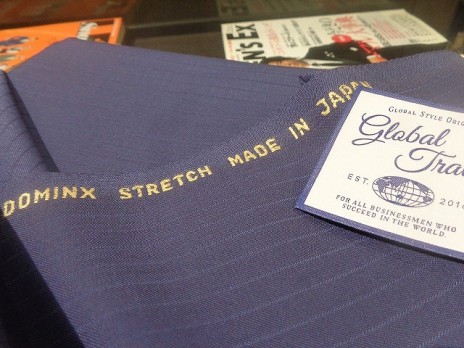 N'S EX
DOMINX STRETCH MADE IN JAPAN
GLOBAL STYLE ORIG
Global
Tra
EST. 201
FOR ALL BUSINESSMEN WHO
SUCCEED IN THE WORLD.